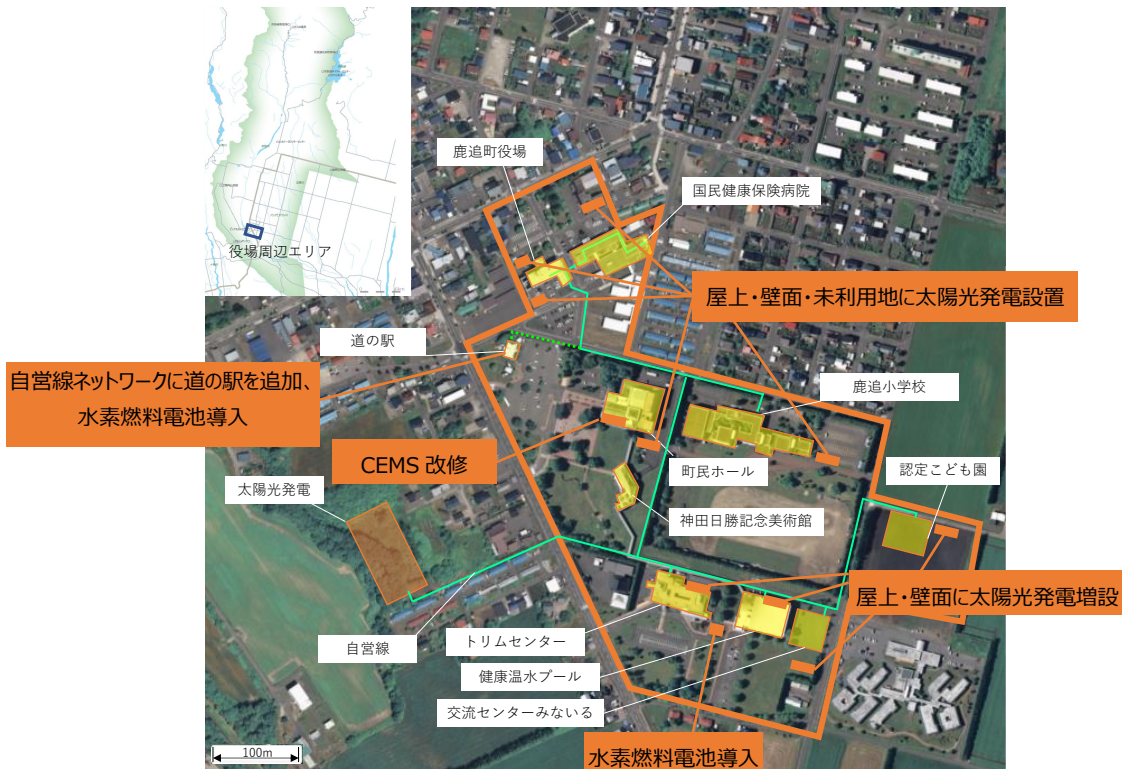 役場周辺エリア
鹿追町役場
国民健康保険病院
屋上・壁面・未利用地に太陽光発電設置
道の駅
自営線ネットワークに道の駅を追加、
水素燃料電池導入
鹿追小学校
CEMS 改修
町民ホール
認定こども園
太陽光発電
神田日勝記念美術館
屋上・壁面に太陽光発電増設
自営線
トリムセンター
健康温水プール
交流センターみないる
水素燃料電池導入
100m